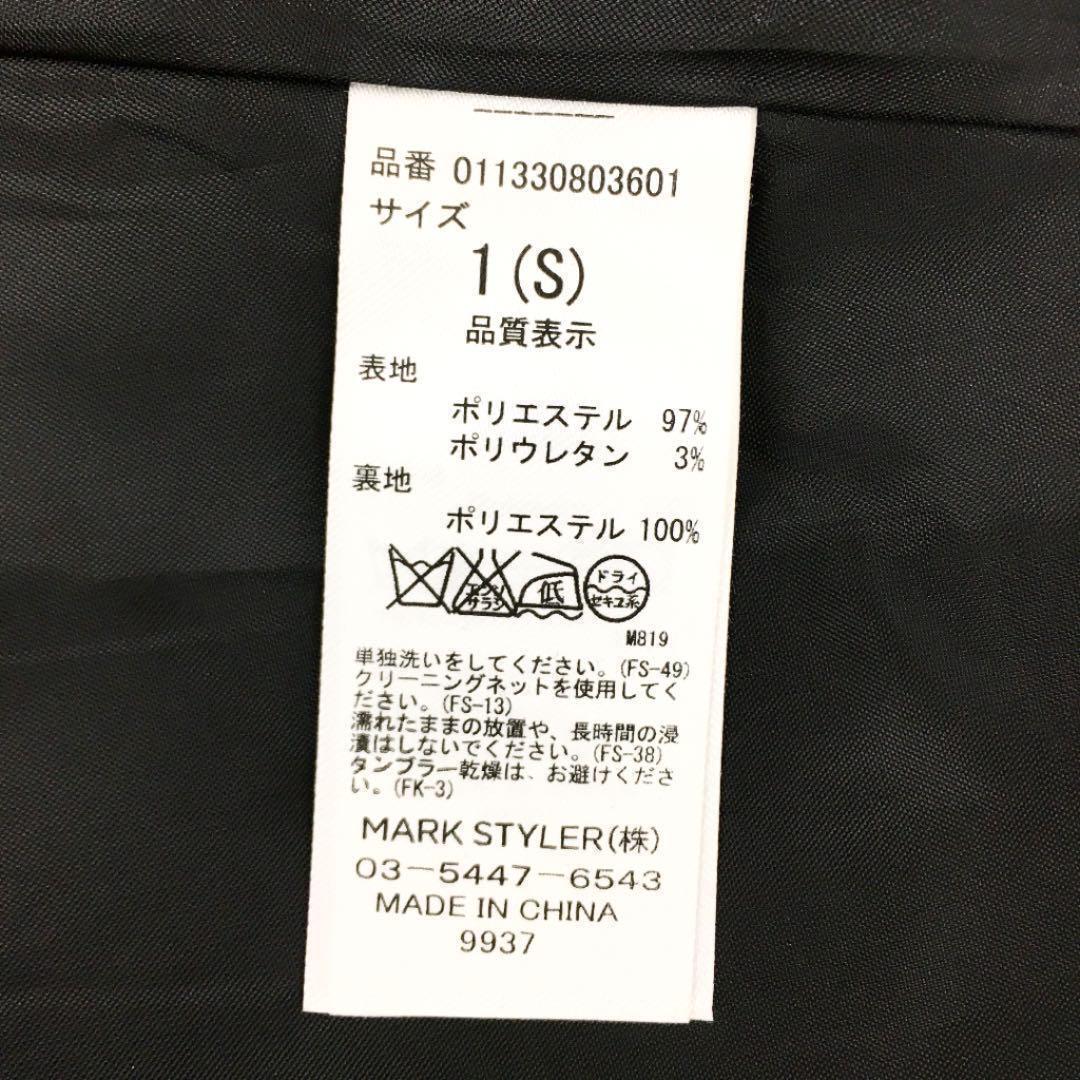 品番 011330803601
サイズ
1(S)
品質表示
表地
ポリエステル 97%
ポリウレタン 3%
裏地
ポリエステル 100%
エンソ サラシ 低 ドライ セキユ系
M819
単独洗いをしてください。(FS-49)
クリーニングネットを使用してく
ださい。(FS-13)
濡れたままの放置や、長時間の浸
漬はしないでください。(FS-38)
タンブラー乾燥は、お避けくださ
い。(FK-3)
MARK STYLER(株)
03-5447-6543
MADE IN CHINA
9937